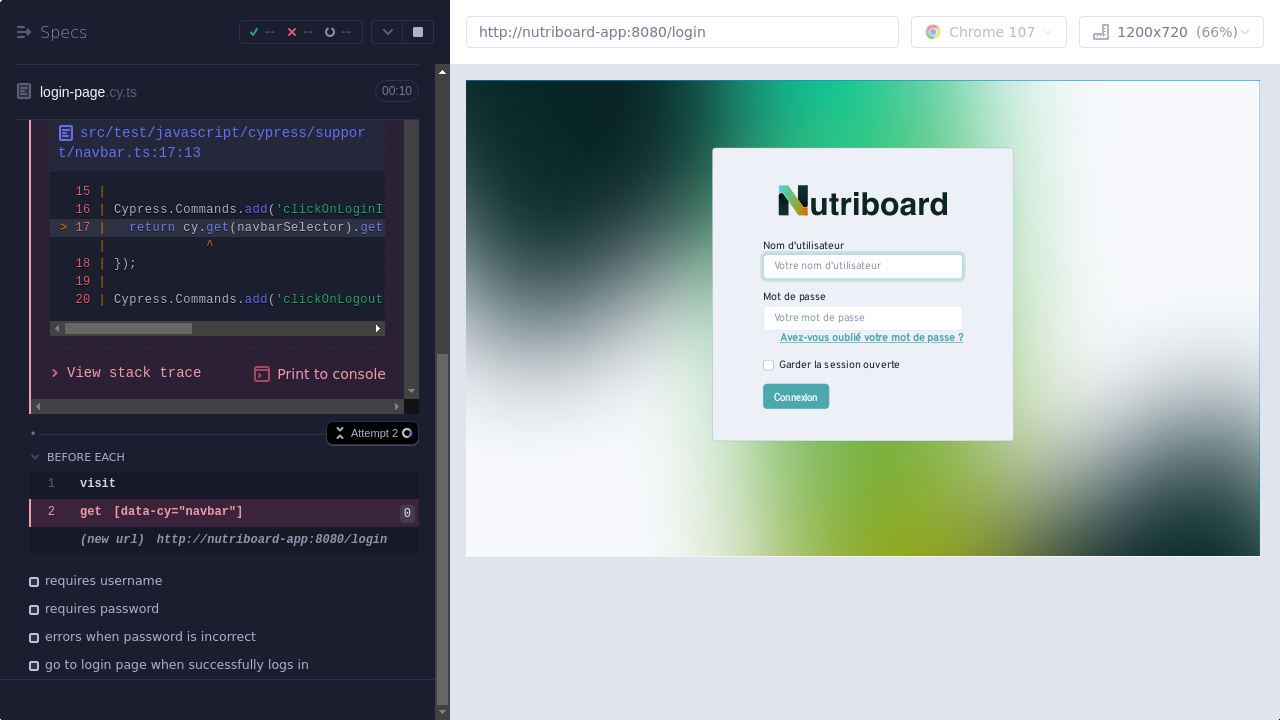 Specs
-- -- --
http://nutriboard-app:8080/login
Chrome 107
1200x720 (66%)
login-page.cy.ts
00:10
src/test/javascript/cypress/suppor
t/navbar.ts:17:13
15 |
16 | Cypress.Commands.add('clickOnLoginI
> 17 | return cy.get(navbarSelector).get
| ^
18 | });
19 |
20 | Cypress.Commands.add('clickOnLogout
View stack trace
Print to console
Attempt 2
BEFORE EACH
1 visit
2 get [data-cy="navbar"] 0
(new url) http://nutriboard-app:8080/login
requires username
requires password
errors when password is incorrect
go to login page when successfully logs in
Nutriboard
Nom d'utilisateur
Votre nom d'utilisateur
Mot de passe
Votre mot de passe
Avez-vous oublié votre mot de passe ?
Garder la session ouverte
Connexion